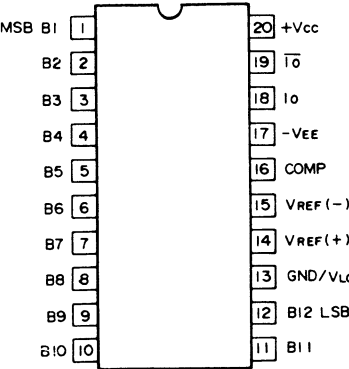 MSB B1 1 20 +Vcc
B2 2 19 I̅o̅
B3 3 18 Io
B4 4 17 -VEE
B5 5 16 COMP
B6 6 15 VREF(-)
B7 7 14 VREF(+)
B8 8 13 GND/VLC
B9 9 12 B12 LSB
B10 10 11 B11